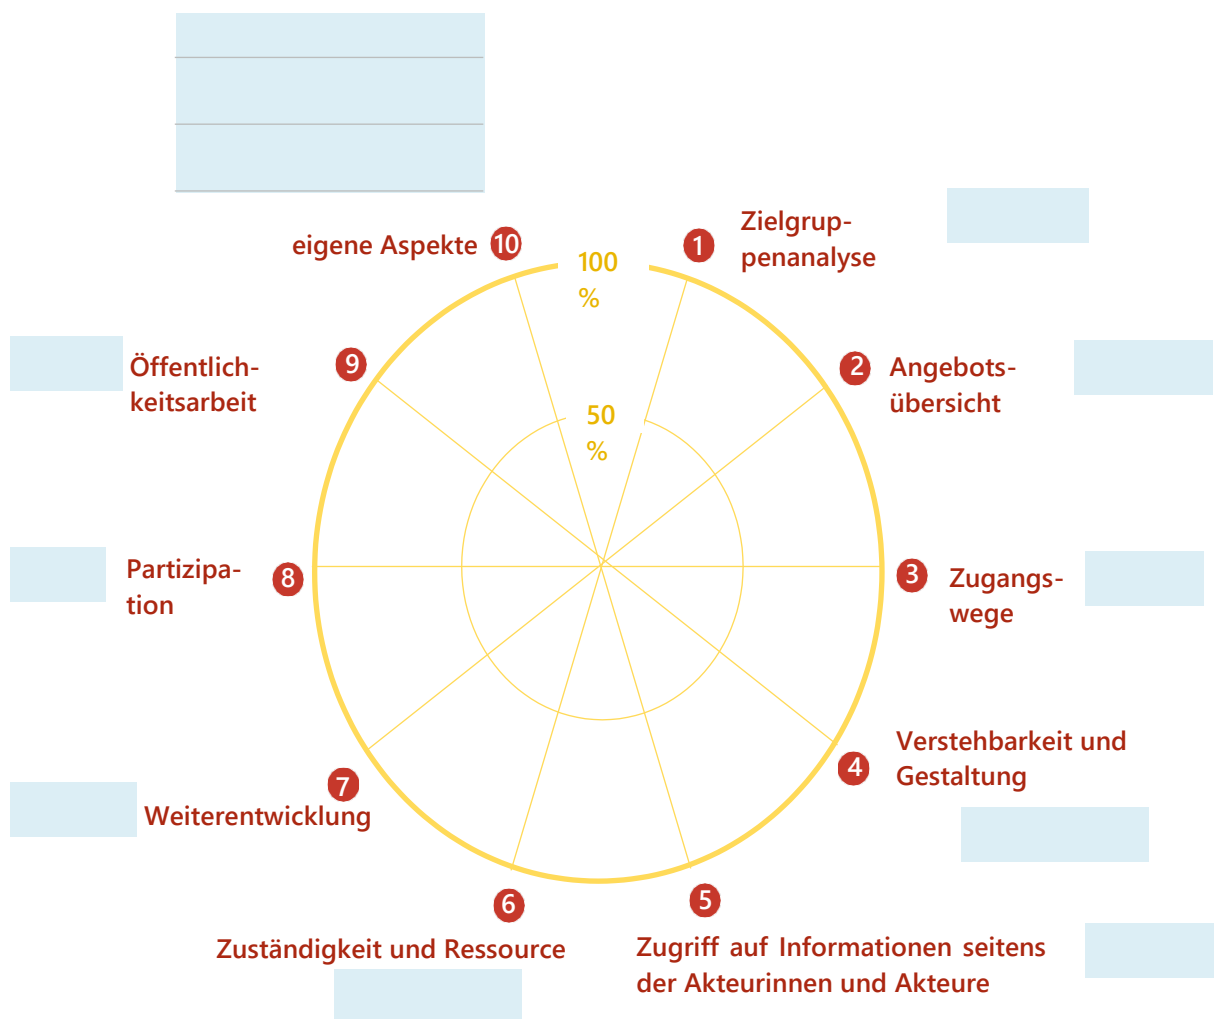 eigene Aspekte 10
100
%
1 Zielgrup-
penanalyse
9 Öffentlich-
keitsarbeit
50
%
2 Angebots-
übersicht
8 Partizipa-
tion
3 Zugangs-
wege
4 Verstehbarkeit und
Gestaltung
7
Weiterentwicklung
6
Zuständigkeit und Ressource
5
Zugriff auf Informationen seitens
der Akteurinnen und Akteure